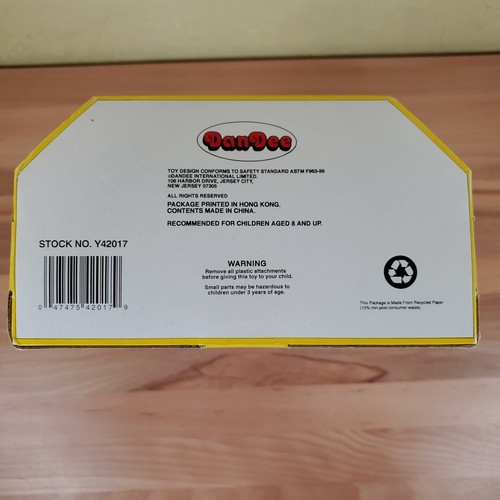 DanDee
TOY DESIGN CONFORMS TO SAFETY STANDARD ASTM F963-96
©DANDEE INTERNATIONAL LIMITED.
106 HARBOR DRIVE, JERSEY CITY,
NEW JERSEY 07305
ALL RIGHTS RESERVED
PACKAGE PRINTED IN HONG KONG.
CONTENTS MADE IN CHINA.
RECOMMENDED FOR CHILDREN AGED 8 AND UP.
STOCK NO. Y42017
0 47475 42017 9
WARNING
Remove all plastic attachments
before giving this toy to your child.
Small parts may be hazardous to
children under 3 years of age.
This Package is Made From Recycled Paper
(10% min.post consumer waste)